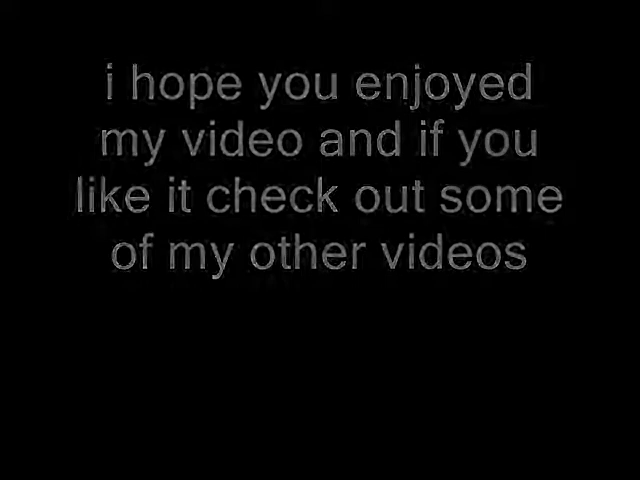 i hope you enjoyed
my video and if you
like it check out some
of my other videos